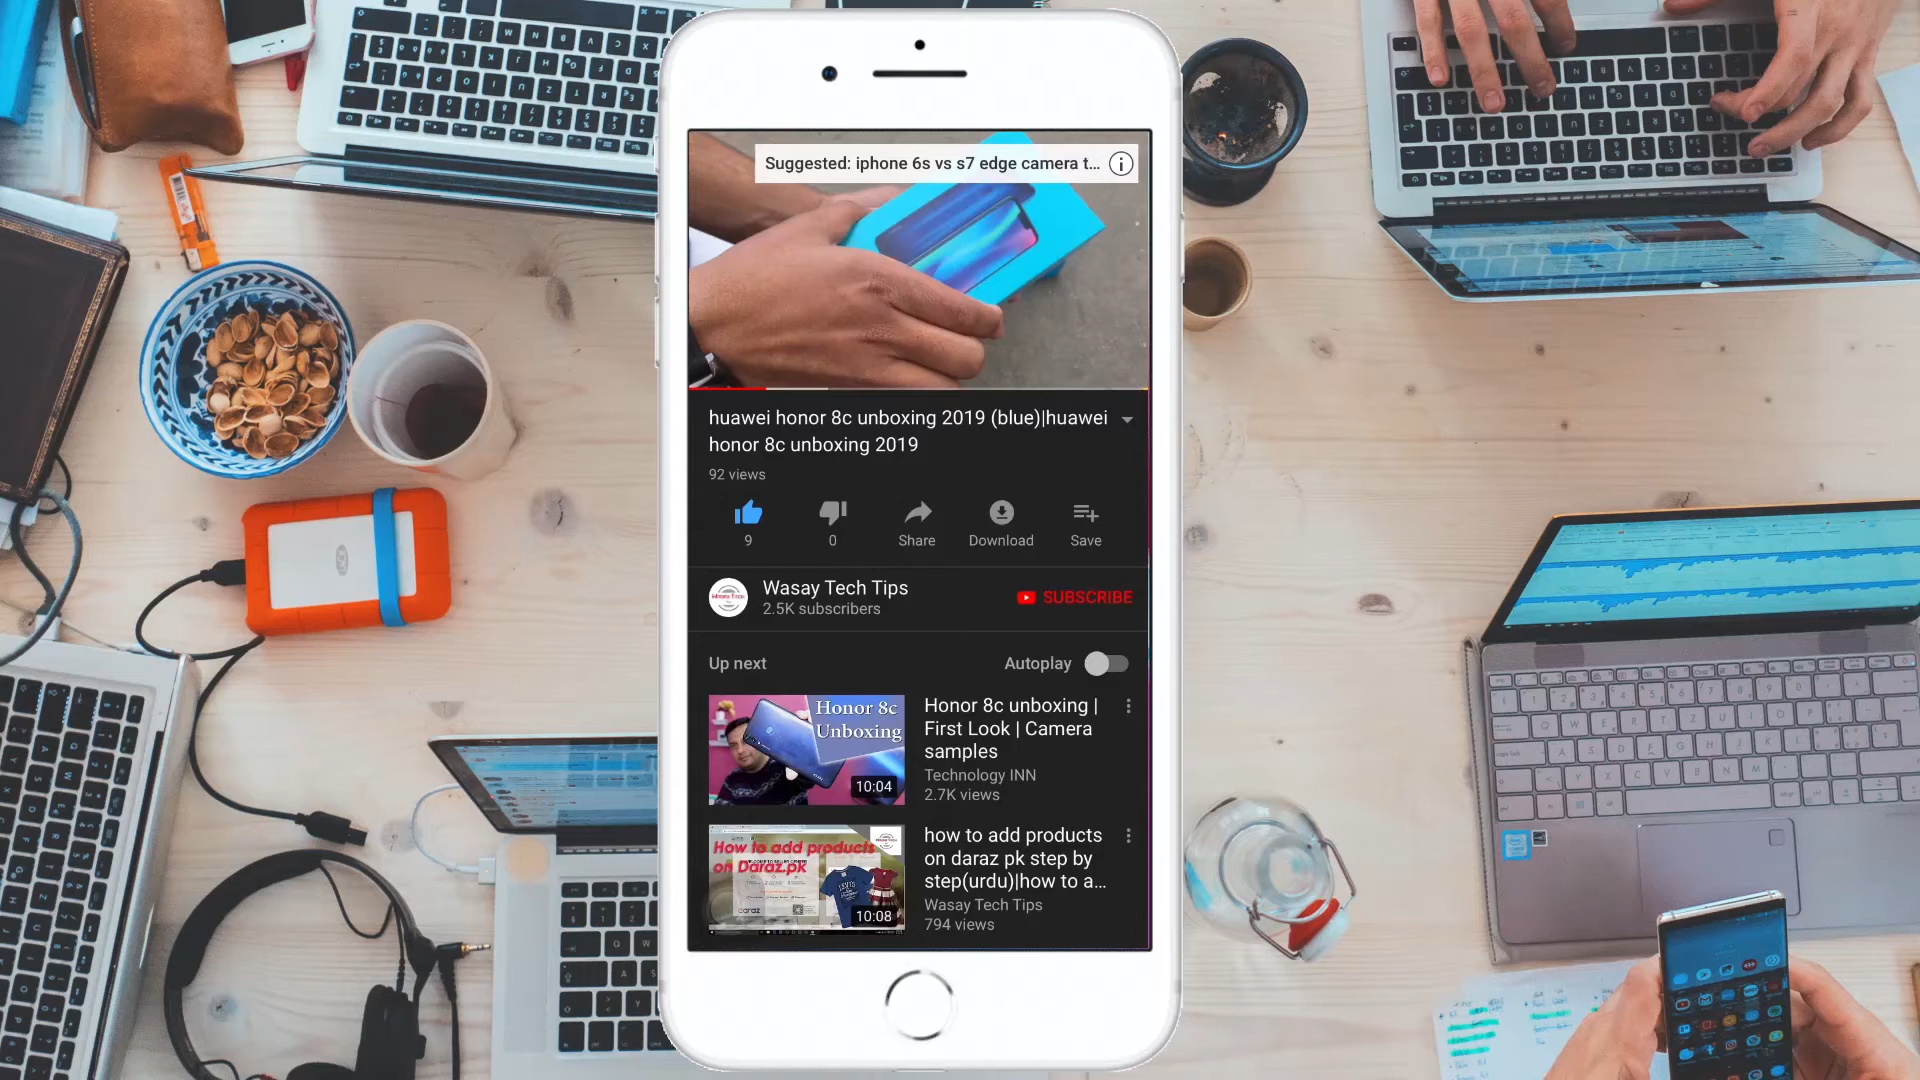 Suggested: iphone 6s vs s7 edge camera t...
huawei honor 8c unboxing 2019 (blue)|huawei
honor 8c unboxing 2019
92 views
9
0
Share
Download
Save
Wasay Tech Tips
2.5K subscribers
SUBSCRIBE
Up next
Autoplay
Honor 8c
Unboxing
10:04
Honor 8c unboxing |
First Look | Camera
samples
Technology INN
2.7K views
How to add products
on Daraz.pk
10:08
how to add products
on daraz pk step by
step(urdu)|how to a...
Wasay Tech Tips
794 views